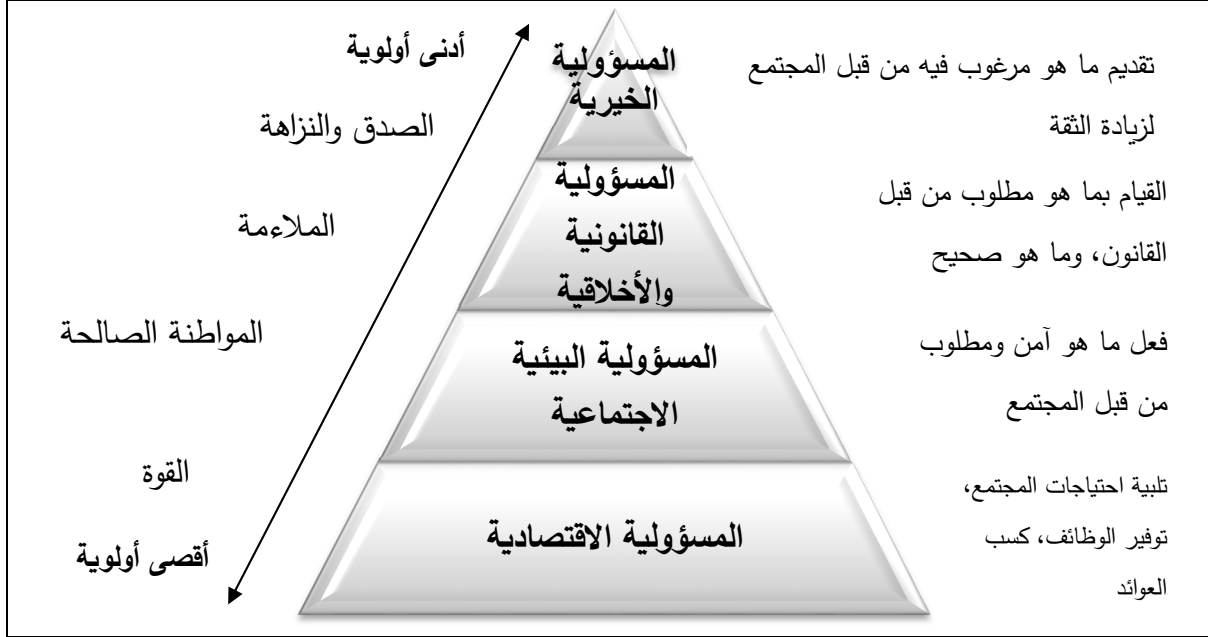 أدنى أولوية
الصدق والنزاهة
الملاءمة
المواطنة الصالحة
القوة
أقصى أولوية
المسؤولية
الخيرية
المسؤولية
القانونية
والأخلاقية
المسؤولية البيئية
الاجتماعية
المسؤولية الاقتصادية
تقديم ما هو مرغوب فيه من قبل المجتمع
لزيادة الثقة
القيام بما هو مطلوب من قبل
القانون، وما هو صحيح
فعل ما هو آمن ومطلوب
من قبل المجتمع
تلبية احتياجات المجتمع،
توفير الوظائف، كسب
العوائد